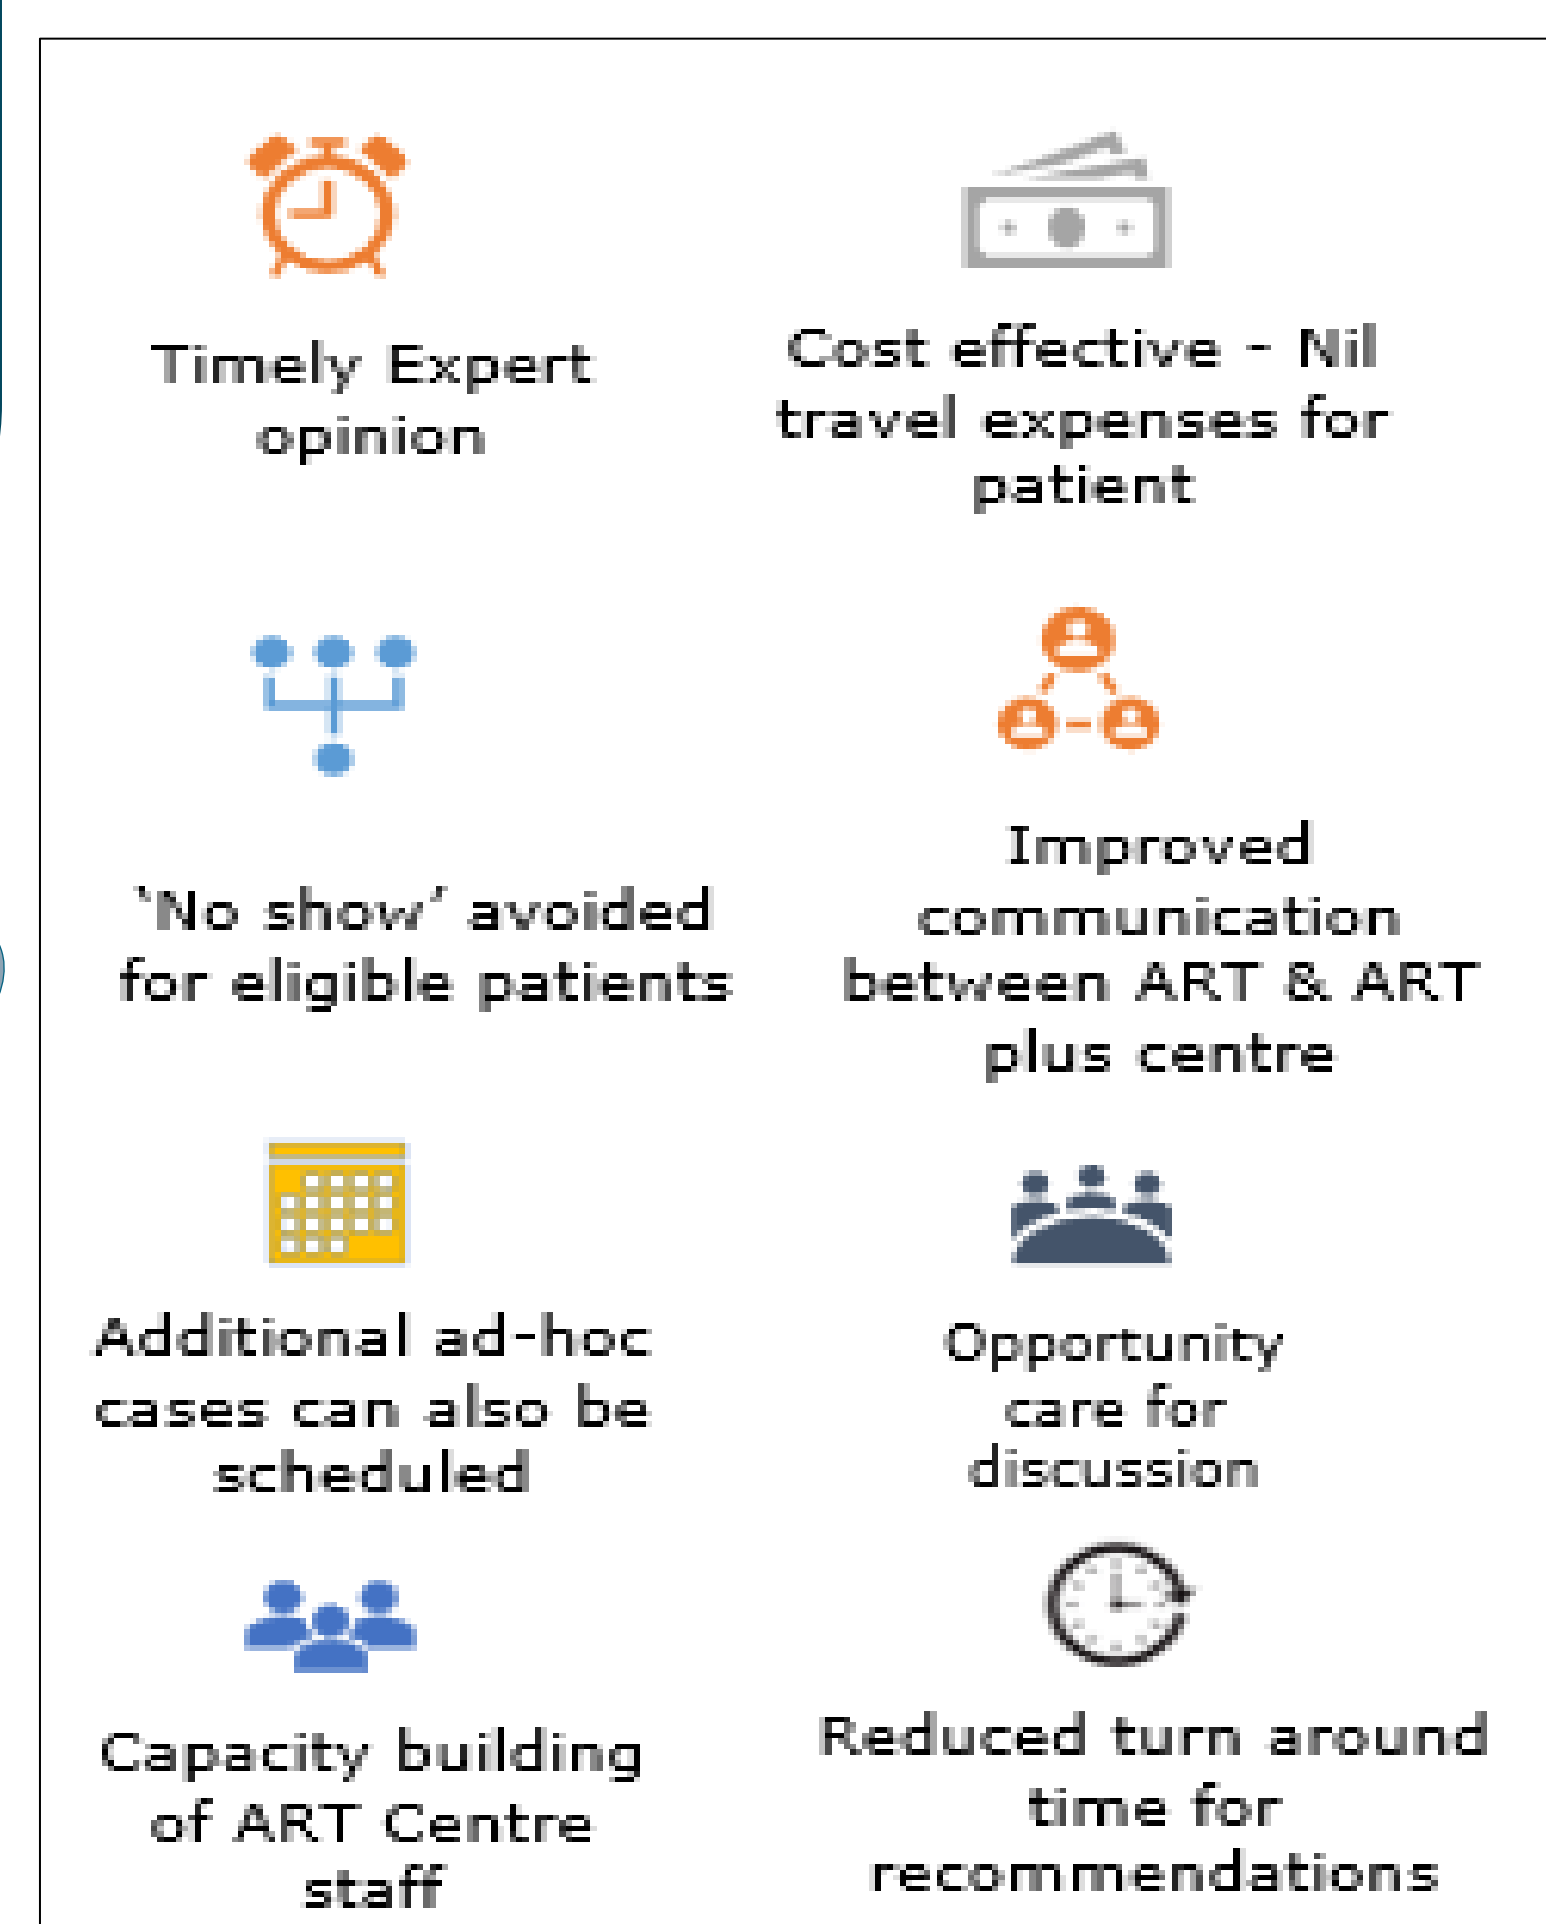 Timely Expert
opinion
Cost effective - Nil
travel expenses for
patient
‘No show’ avoided
for eligible patients
Improved
communication
between ART & ART
plus centre
Additional ad-hoc
cases can also be
scheduled
Opportunity
care for
discussion
Capacity building
of ART Centre
staff
Reduced turn around
time for
recommendations